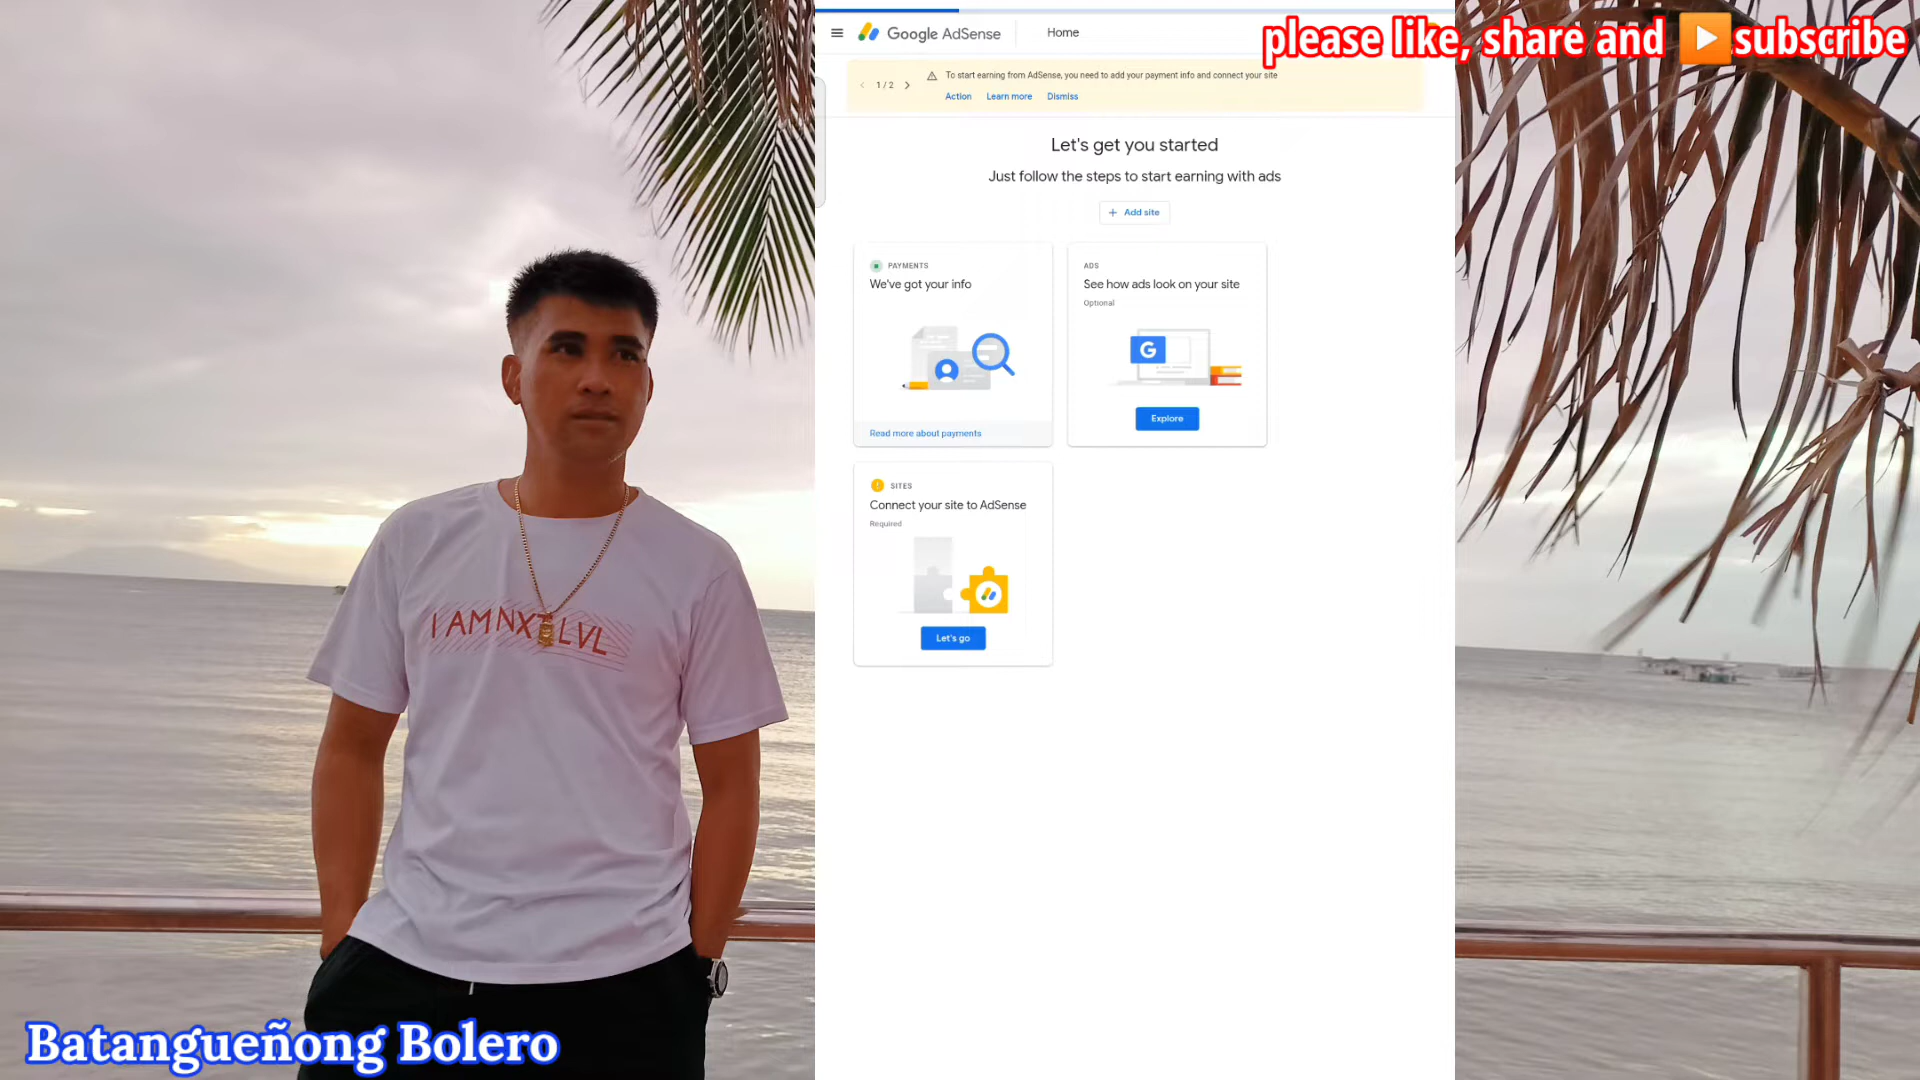 Google AdSense
Home
please like, share and subscribe
1 / 2
To start earning from AdSense, you need to add your payment info and connect your site
Action Learn more Dismiss
Let's get you started
Just follow the steps to start earning with ads
+ Add site
PAYMENTS
We've got your info
Read more about payments
ADS
See how ads look on your site
Optional
G
Explore
SITES
Connect your site to AdSense
Required
Let's go
I AM NXT LVL
Batangueñong Bolero